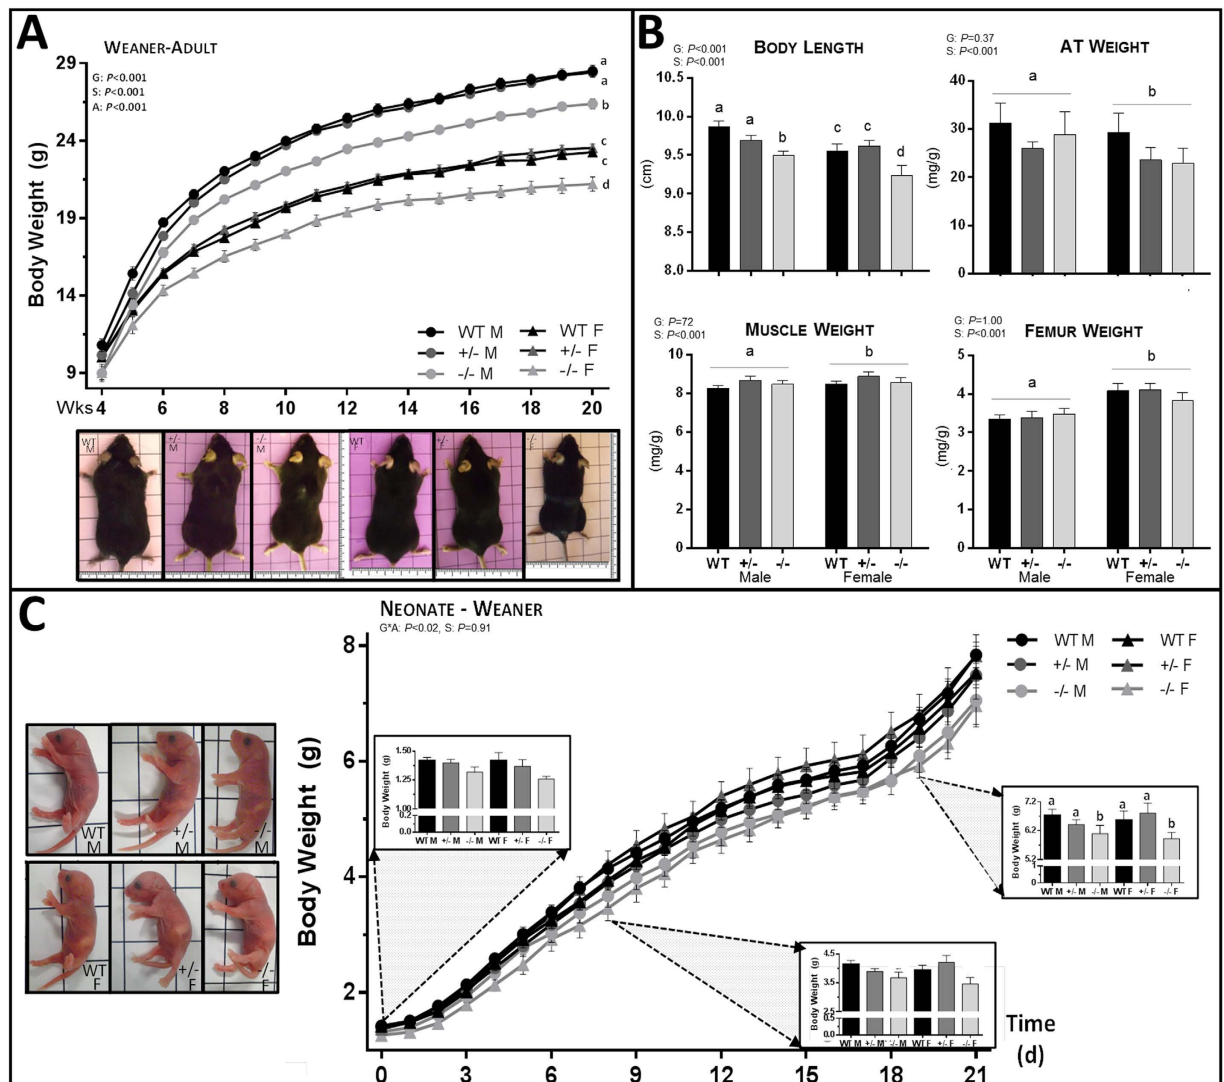 A
WEANER-ADULT
G: P<0.001
S: P<0.001
A: P<0.001
Body Weight (g)
29
24
19
14
9
a
a
b
c
c
d
WT M
WT F
+/- M
+/- F
-/- M
-/- F
Wks
4 6 8 10 12 14 16 18 20
WT M
+/- M
-/- M
WT F
+/- F
-/- F
B
G: P<0.001
S: P<0.001
BODY LENGTH
(cm)
10.5
10.0
9.5
9.0
8.5
8.0
a a b c c d
G: P=0.37
S: P<0.001
AT WEIGHT
(mg/g)
40
30
20
10
0
a b
G: P=72
S: P<0.001
MUSCLE WEIGHT
(mg/g)
10
8
6
4
2
0
a b
WT +/- -/- WT +/- -/-
Male Female
G: P=1.00
S: P<0.001
FEMUR WEIGHT
(mg/g)
5
4
3
2
1
0
a b
WT +/- -/- WT +/- -/-
Male Female
C
NEONATE - WEANER
G*A: P<0.02, S: P=0.91
WT M
+/- M
-/- M
WT F
+/- F
-/- F
Body Weight (g)
8
6
4
2
0 3 6 9 12 15 18 21
Time
(d)
WT M
WT F
+/- M
+/- F
-/- M
-/- F
Body Weight (g)
1.50
1.25
1.00
0.2
0.0
WT M +/- M -/- M WT F +/- F -/- F
Body Weight (g)
7.2
6.2
5.2
1
0
a a b a a b
WT M +/- M -/- M WT F +/- F -/- F
Body Weight (g)
4.5
3.5
2.5
0.5
0.0
WT M +/- M -/- M WT F +/- F -/- F